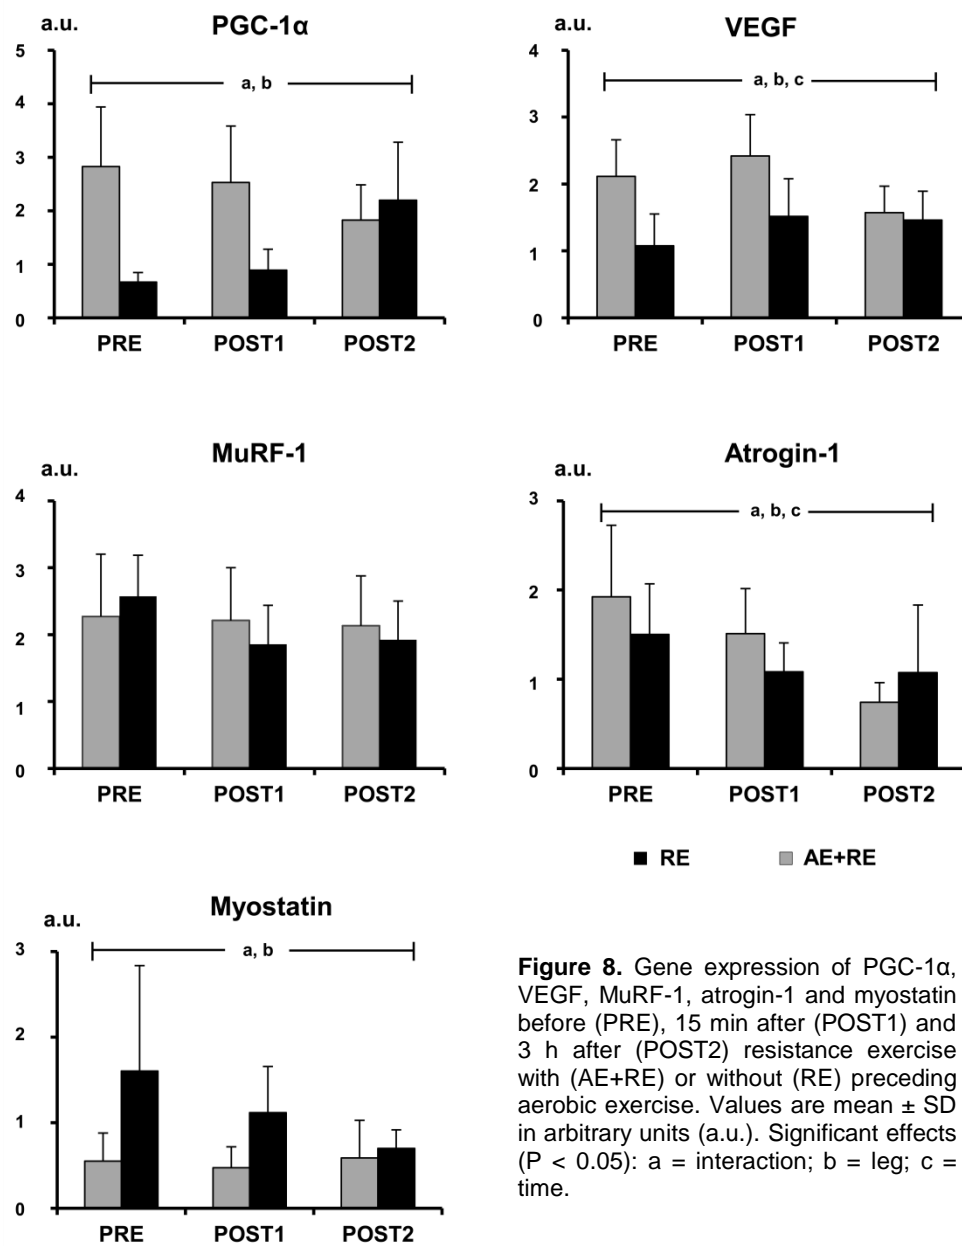 a.u.
PGC-1α
5
4
3
2
1
0
a, b
PRE POST1 POST2
a.u.
VEGF
4
3
2
1
0
a, b, c
PRE POST1 POST2
a.u.
MuRF-1
4
3
2
1
0
PRE POST1 POST2
a.u.
Atrogin-1
3
2
1
0
a, b, c
PRE POST1 POST2
RE AE+RE
a.u.
Myostatin
3
2
1
0
a, b
PRE POST1 POST2
Figure 8. Gene expression of PGC-1α,
VEGF, MuRF-1, atrogin-1 and myostatin
before (PRE), 15 min after (POST1) and
3 h after (POST2) resistance exercise
with (AE+RE) or without (RE) preceding
aerobic exercise. Values are mean ± SD
in arbitrary units (a.u.). Significant effects
(P < 0.05): a = interaction; b = leg; c =
time.